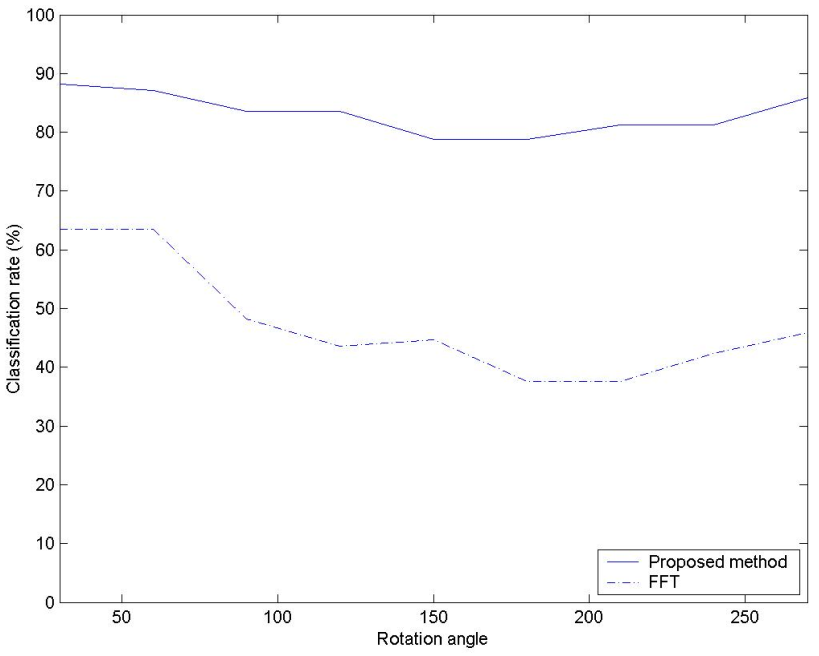 100
90
80
70
60
50
40
30
20
10
0
Classification rate (%)
50 100 150 200 250
Rotation angle
Proposed method
FFT